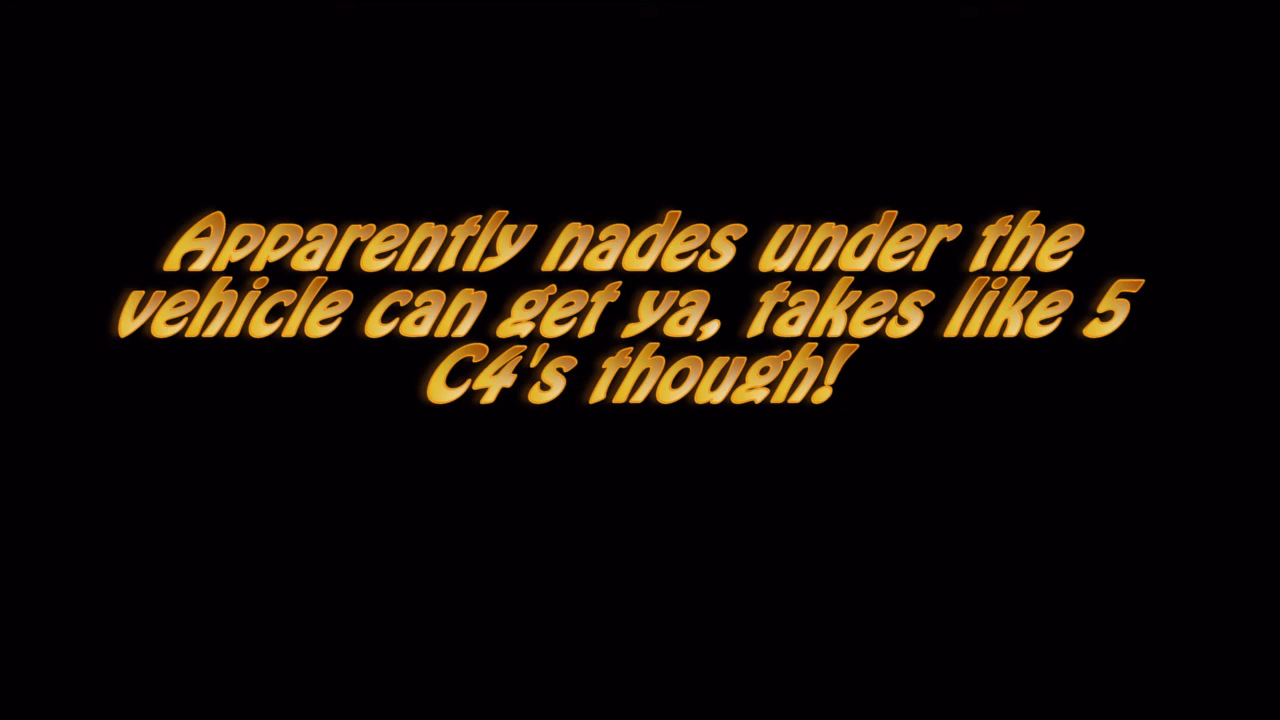 Apparently nades under the
vehicle can get ya, takes like 5
C4's though!